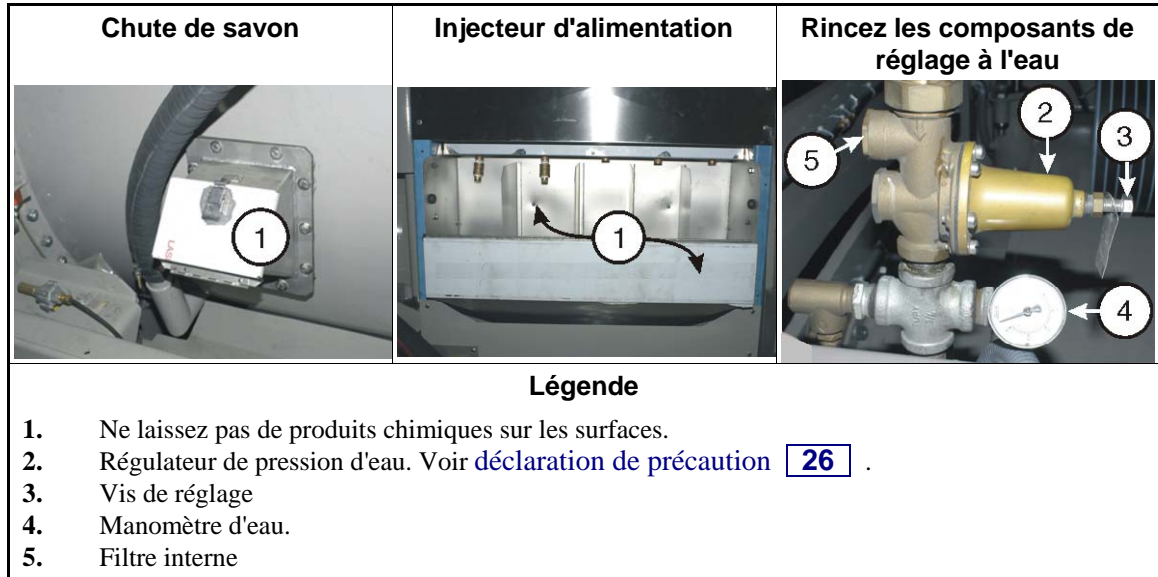 Chute de savon
Injecteur d'alimentation
Rincez les composants de
réglage à l'eau
1
1
2
3
5
4
Légende
1. Ne laissez pas de produits chimiques sur les surfaces.
2. Régulateur de pression d'eau. Voir déclaration de précaution 26 .
3. Vis de réglage
4. Manomètre d'eau.
5. Filtre interne